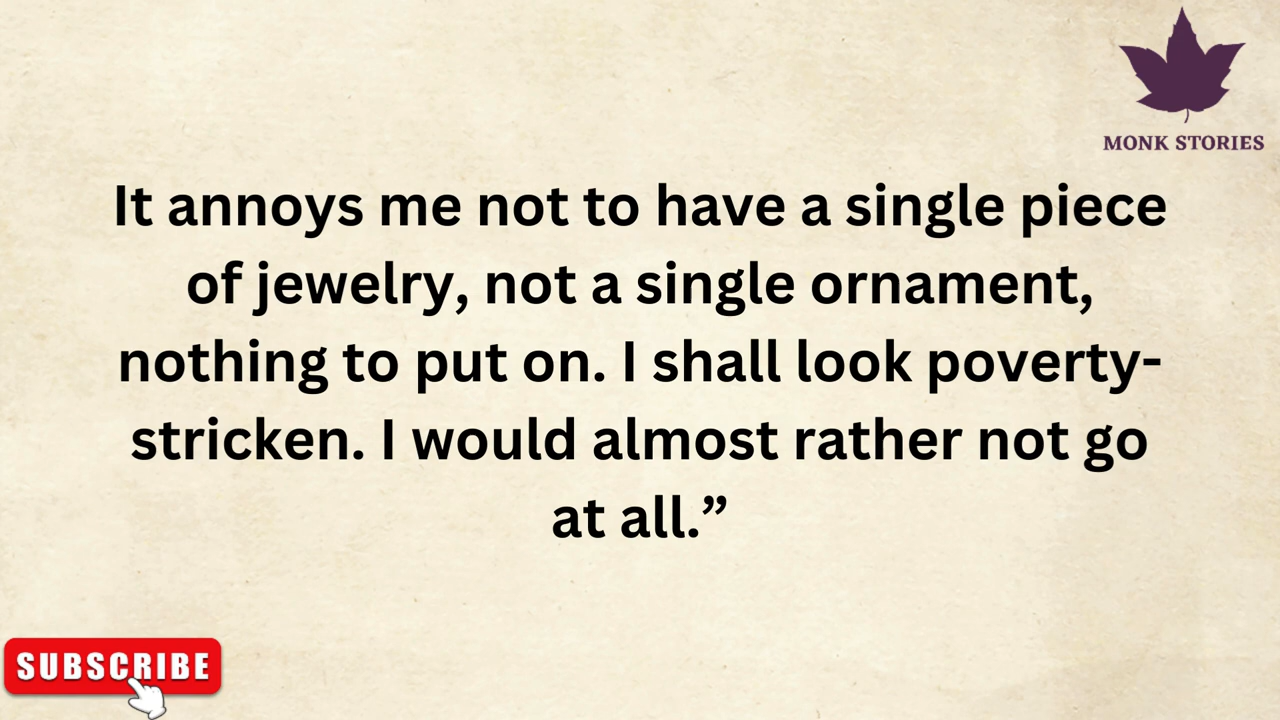 MONK STORIES
It annoys me not to have a single piece
of jewelry, not a single ornament,
nothing to put on. I shall look poverty-
stricken. I would almost rather not go
at all.”
SUBSCRIBE